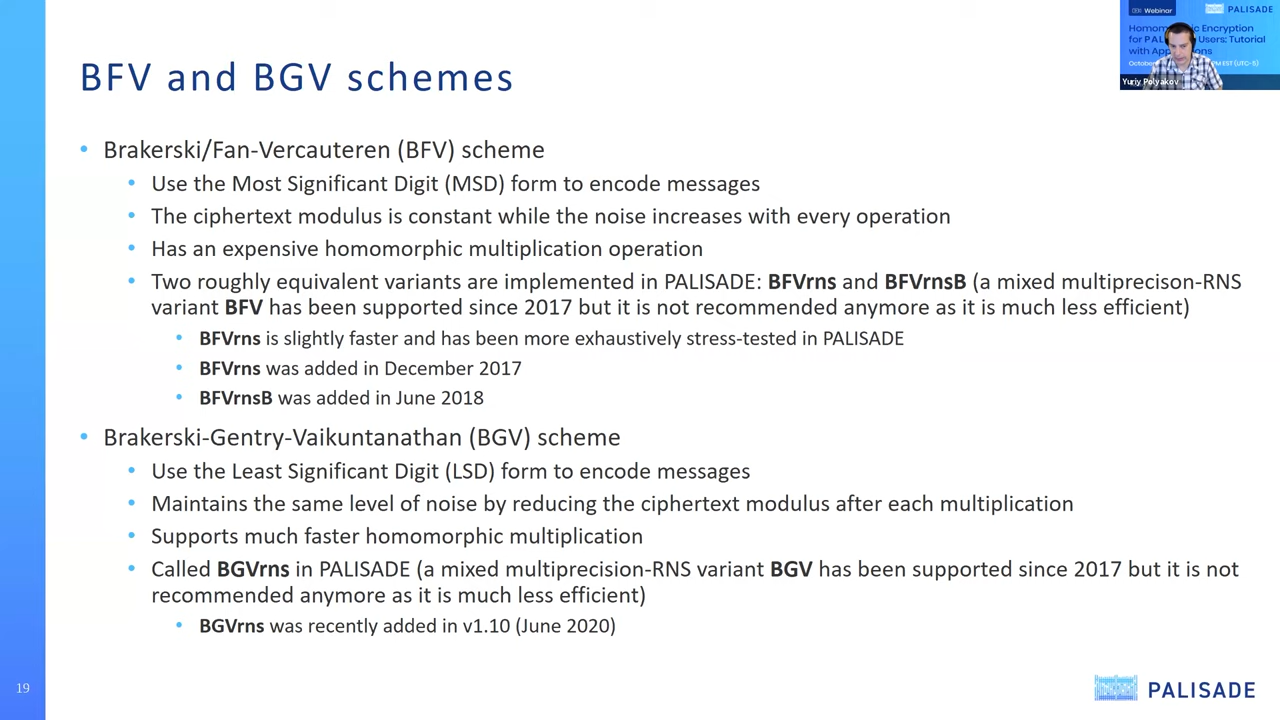 BFV and BGV schemes
• Brakerski/Fan-Vercauteren (BFV) scheme
• Use the Most Significant Digit (MSD) form to encode messages
• The ciphertext modulus is constant while the noise increases with every operation
• Has an expensive homomorphic multiplication operation
• Two roughly equivalent variants are implemented in PALISADE: BFVrns and BFVrnsB (a mixed multiprecison-RNS
variant BFV has been supported since 2017 but it is not recommended anymore as it is much less efficient)
• BFVrns is slightly faster and has been more exhaustively stress-tested in PALISADE
• BFVrns was added in December 2017
• BFVrnsB was added in June 2018
• Brakerski-Gentry-Vaikuntanathan (BGV) scheme
• Use the Least Significant Digit (LSD) form to encode messages
• Maintains the same level of noise by reducing the ciphertext modulus after each multiplication
• Supports much faster homomorphic multiplication
• Called BGVrns in PALISADE (a mixed multiprecision-RNS variant BGV has been supported since 2017 but it is not
recommended anymore as it is much less efficient)
• BGVrns was recently added in v1.10 (June 2020)
19
PALISADE
Webinar
PALISADE
Encryption
for PAL Users: Tutorial
with
PM EST (UTC-5)
Yuriy Polyakov